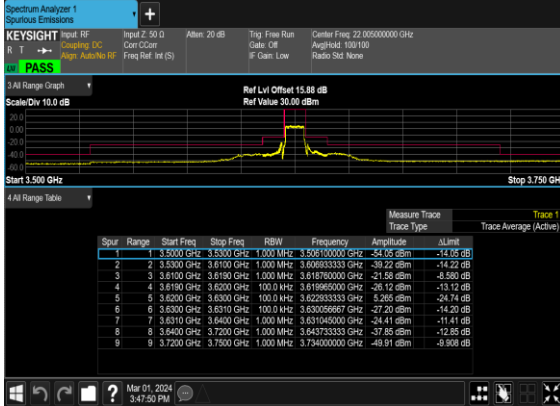 Spectrum Analyzer 1
Spurious Emissions
+
KEYSIGHT Input: RF Input Z: 50 Ω Atten: 20 dB Trig: Free Run Center Freq: 22.005000000 GHz
R T Coupling: DC Corr CCorr Gate: Off Avg|Hold: 100/100
Align: Auto/No RF Freq Ref: Int (S) IF Gain: Low Radio Std: None
PASS
3 All Range Graph
Ref Lvl Offset 15.88 dB
Scale/Div 10.0 dB Ref Value 30.00 dBm
20.0
0.00
-20.0
-40.0
-60.0
Start 3.500 GHz Stop 3.750 GH
4 All Range Table
Measure Trace Trace 1
Trace Type Trace Average (Active)
Spur Range Start Freq Stop Freq RBW Frequency Amplitude ΔLimit
1 1 3.5000 GHz 3.5300 GHz 1.000 MHz 3.506100000 GHz -54.05 dBm -14.05 dB
2 2 3.5300 GHz 3.6100 GHz 1.000 MHz 3.606933333 GHz -39.22 dBm -14.22 dB
3 3 3.6100 GHz 3.6190 GHz 1.000 MHz 3.618760000 GHz -21.58 dBm -8.580 dB
4 4 3.6190 GHz 3.6200 GHz 100.0 kHz 3.619965000 GHz -26.12 dBm -13.12 dB
5 5 3.6200 GHz 3.6300 GHz 100.0 kHz 3.622933333 GHz 5.265 dBm -24.74 dB
6 6 3.6300 GHz 3.6310 GHz 100.0 kHz 3.630056667 GHz -27.20 dBm -14.20 dB
7 7 3.6310 GHz 3.6400 GHz 1.000 MHz 3.631045000 GHz -24.41 dBm -11.41 dB
8 8 3.6400 GHz 3.7200 GHz 1.000 MHz 3.643733333 GHz -37.85 dBm -12.85 dB
9 9 3.7200 GHz 3.7500 GHz 1.000 MHz 3.734000000 GHz -49.91 dBm -9.908 dB
? Mar 01, 2024
3:47:50 PM